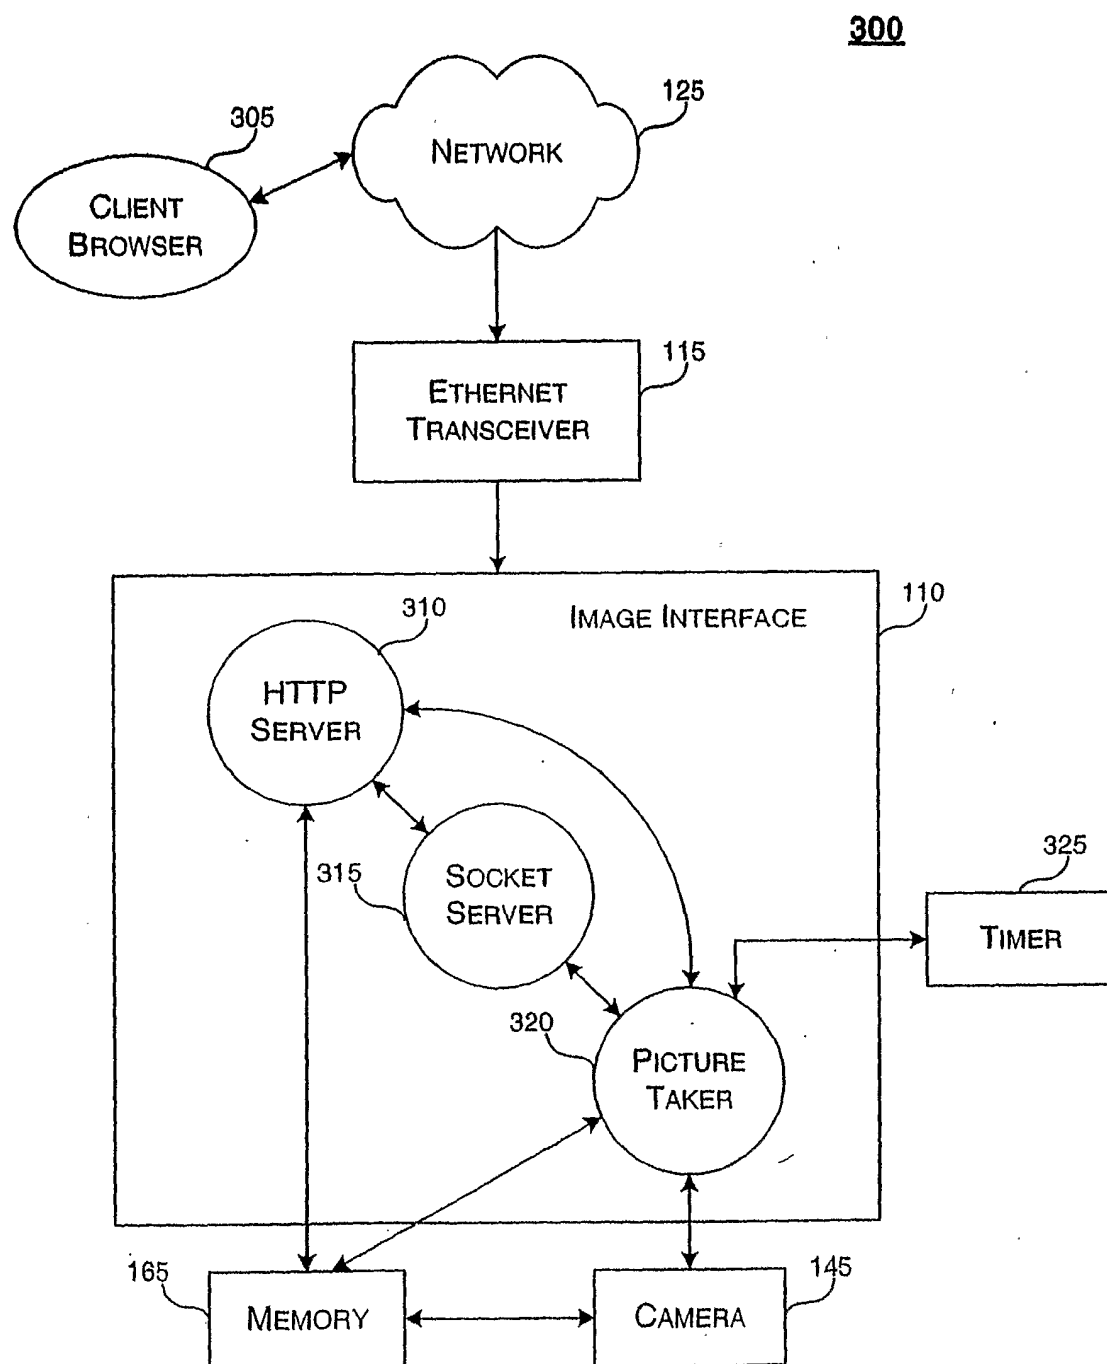 300
125
305
NETWORK
CLIENT
BROWSER
115
ETHERNET
TRANSCEIVER
110
310
IMAGE INTERFACE
HTTP
SERVER
325
315
SOCKET
SERVER
TIMER
320
PICTURE
TAKER
165
145
MEMORY
CAMERA